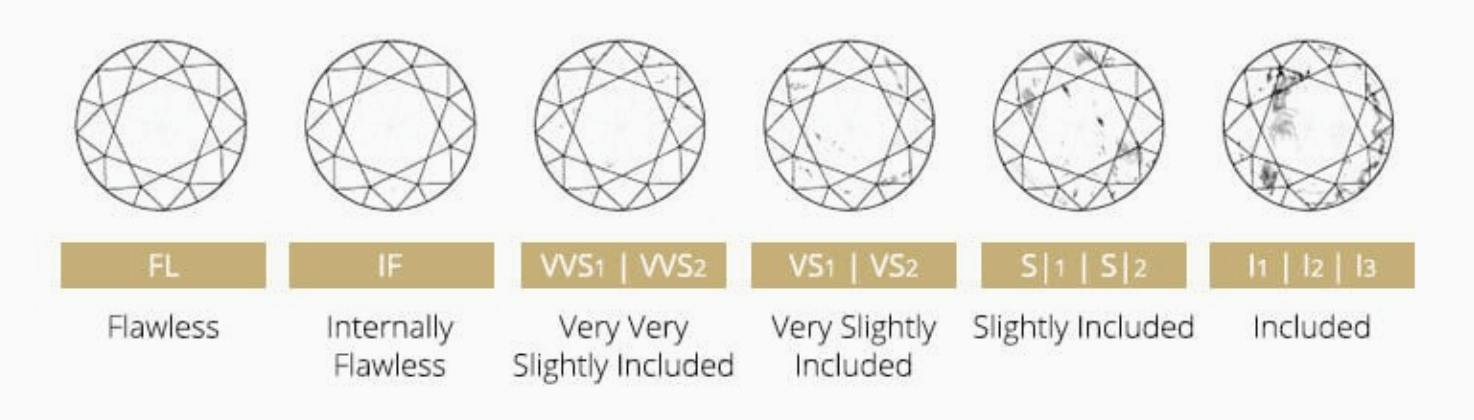 FL
IF
VVS1 | VVS2
VS1 | VS2
S|1 | S|2
I1 | I2 | I3
Flawless
Internally
Flawless
Very Very
Slightly Included
Very Slightly
Included
Slightly Included
Included